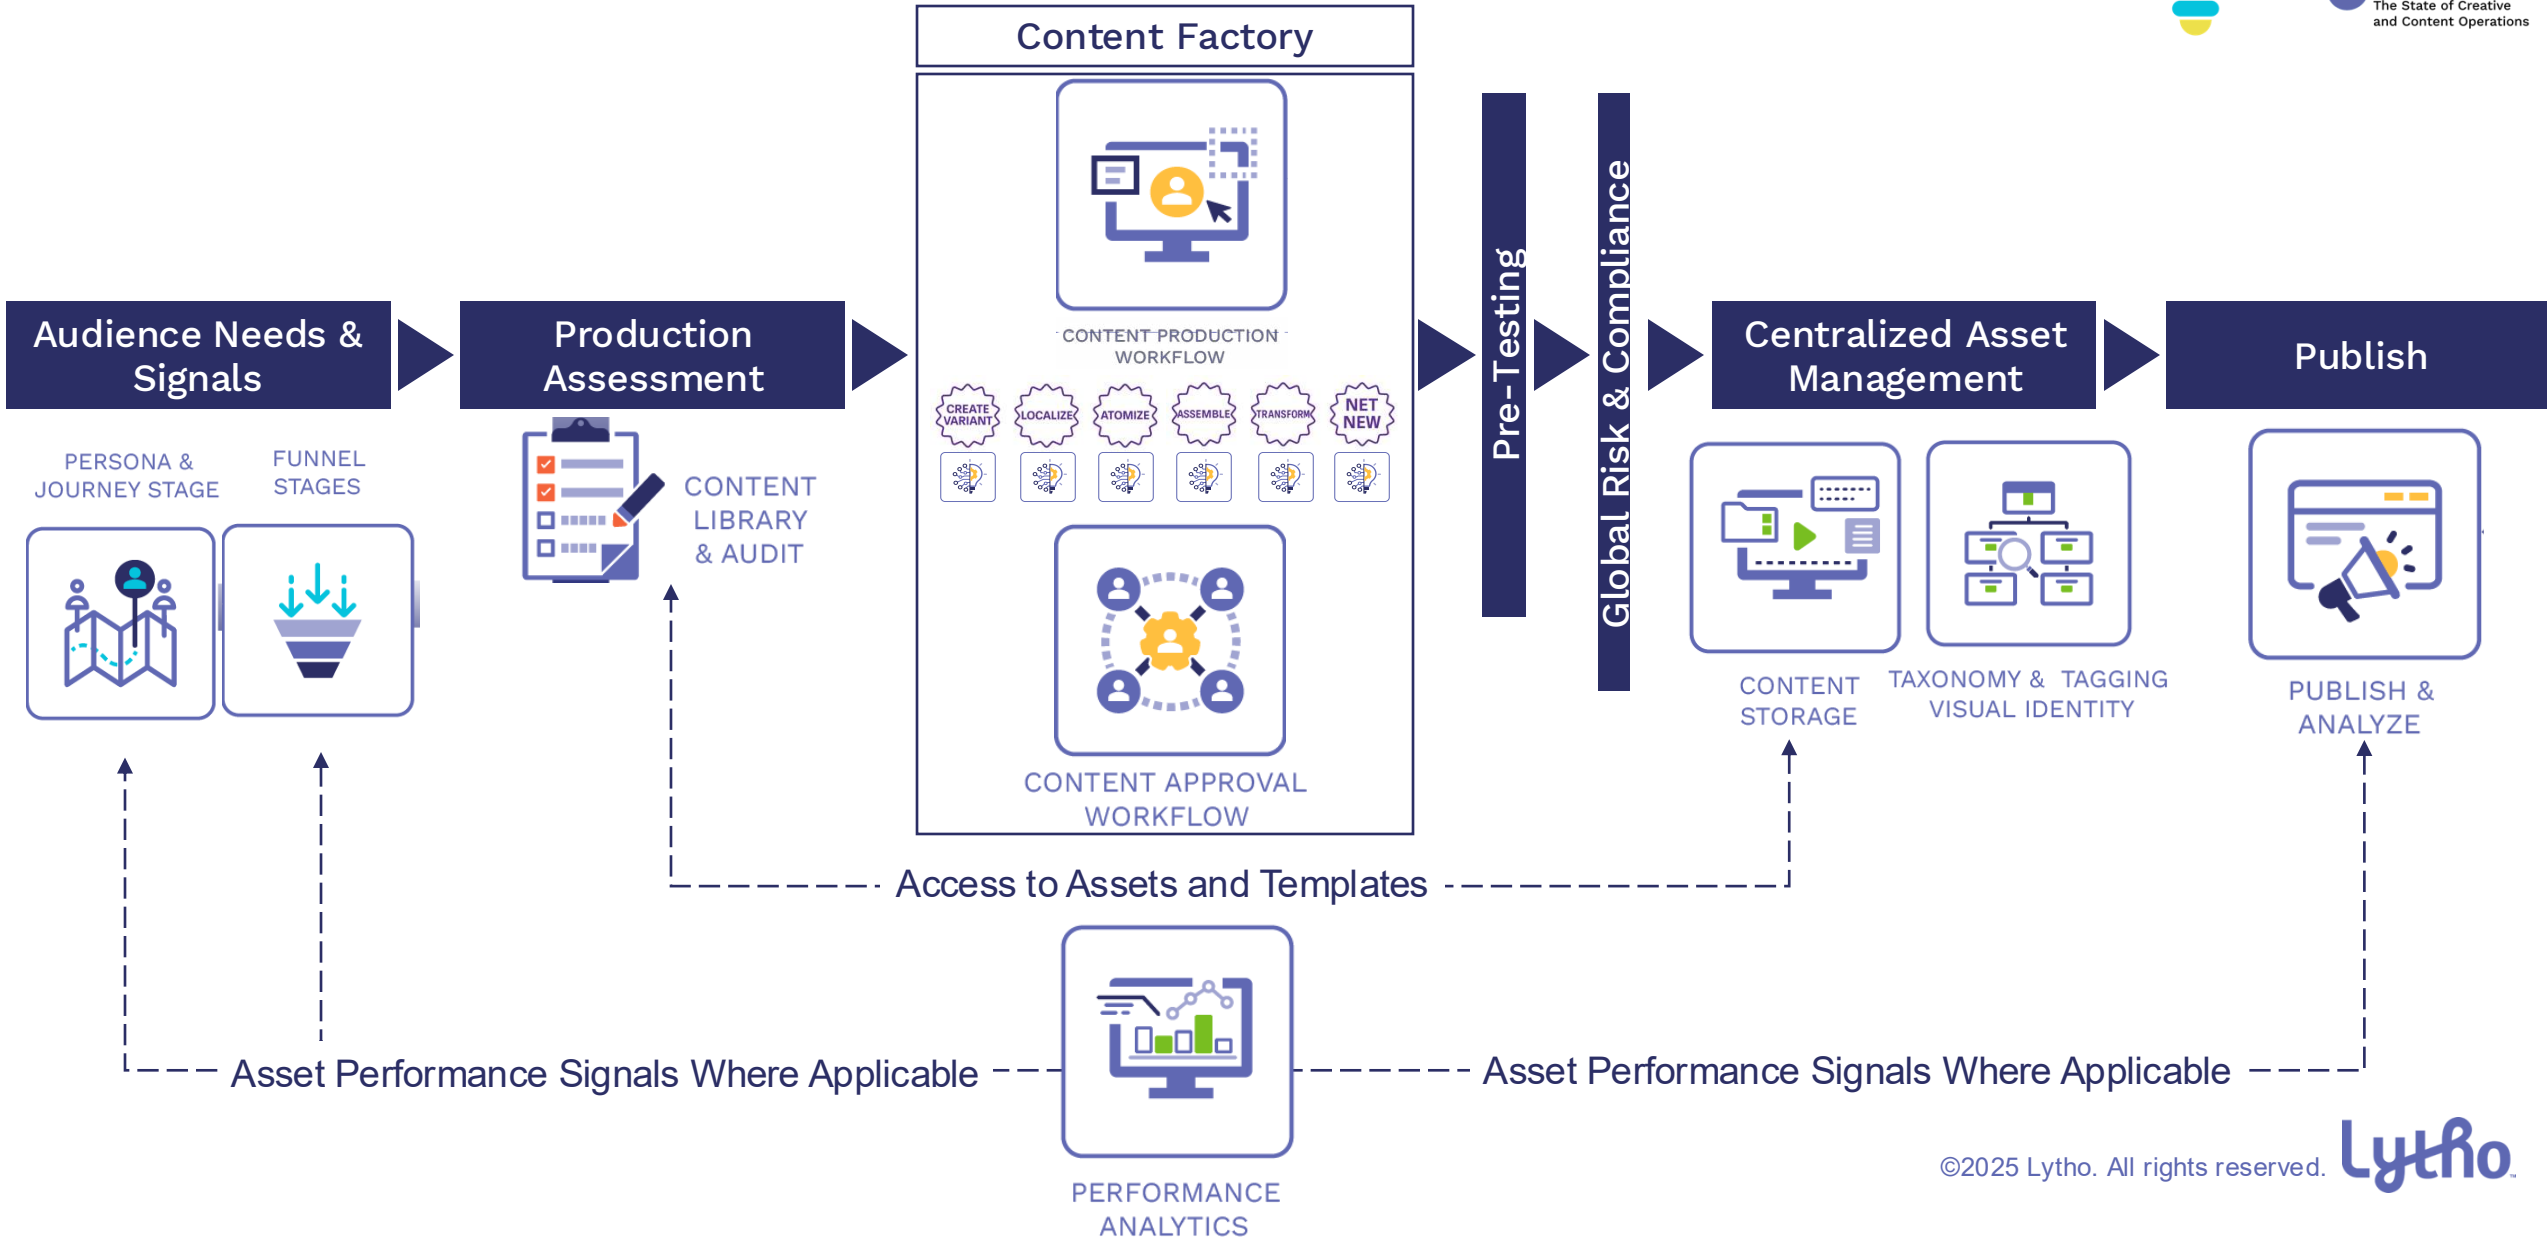 The State of Creative
and Content Operations
Content Factory
CONTENT PRODUCTION
WORKFLOW
CREATE
VARIANT
LOCALIZE
ATOMIZE
ASSEMBLE
TRANSFORM
NET
NEW
CONTENT APPROVAL
WORKFLOW
Audience Needs &
Signals
PERSONA &
JOURNEY STAGE
FUNNEL
STAGES
Production
Assessment
CONTENT
LIBRARY
& AUDIT
Pre-Testing
Global Risk & Compliance
Centralized Asset
Management
CONTENT
STORAGE
TAXONOMY & TAGGING
VISUAL IDENTITY
Publish
PUBLISH &
ANALYZE
Access to Assets and Templates
Asset Performance Signals Where Applicable
Asset Performance Signals Where Applicable
PERFORMANCE
ANALYTICS
©2025 Lytho. All rights reserved.
Lytho